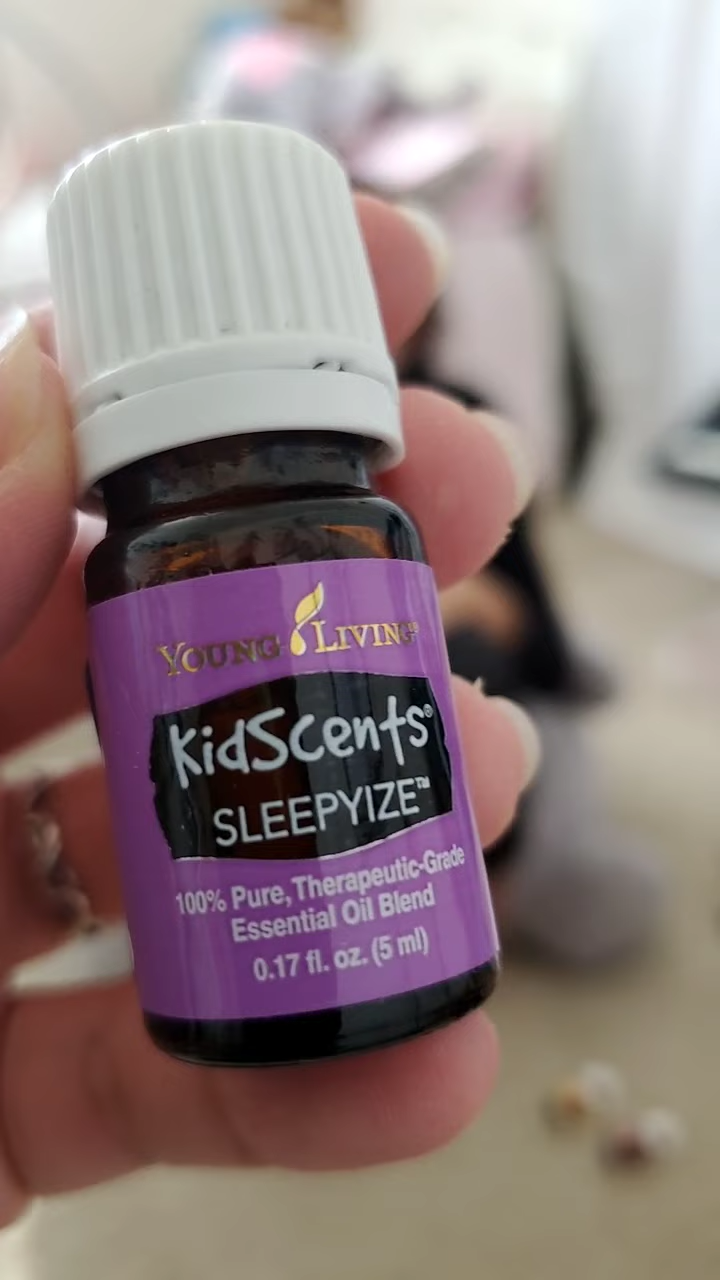 YOUNG LIVING®
KidScents®
SLEEPYIZE™
100% Pure, Therapeutic-Grade
Essential Oil Blend
0.17 fl. oz. (5 ml)